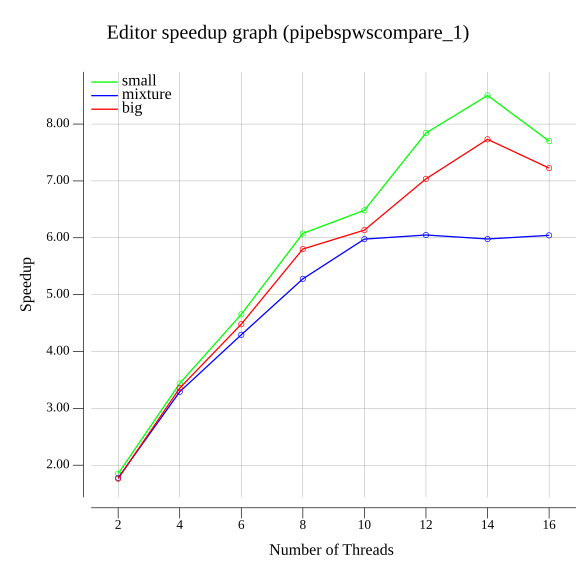 Editor speedup graph (pipebspwscompare_1)
small
mixture
big
8.00
7.00
6.00
5.00
4.00
3.00
2.00
Speedup
2 4 6 8 10 12 14 16
Number of Threads